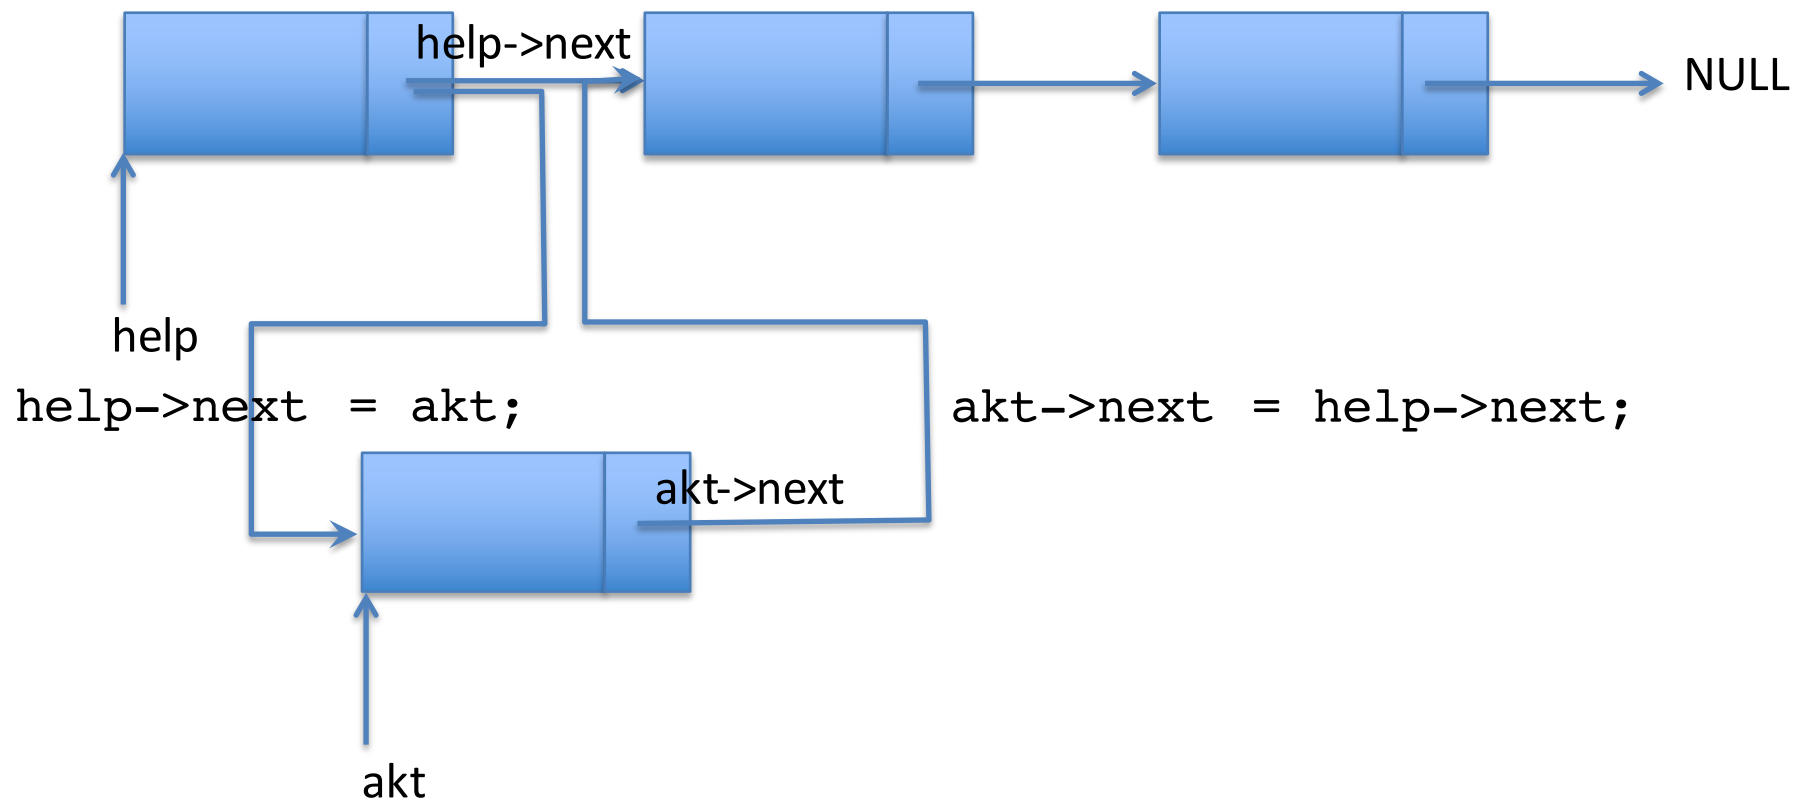 help->next
NULL
help
help->next = akt;
akt->next = help->next;
akt->next
akt